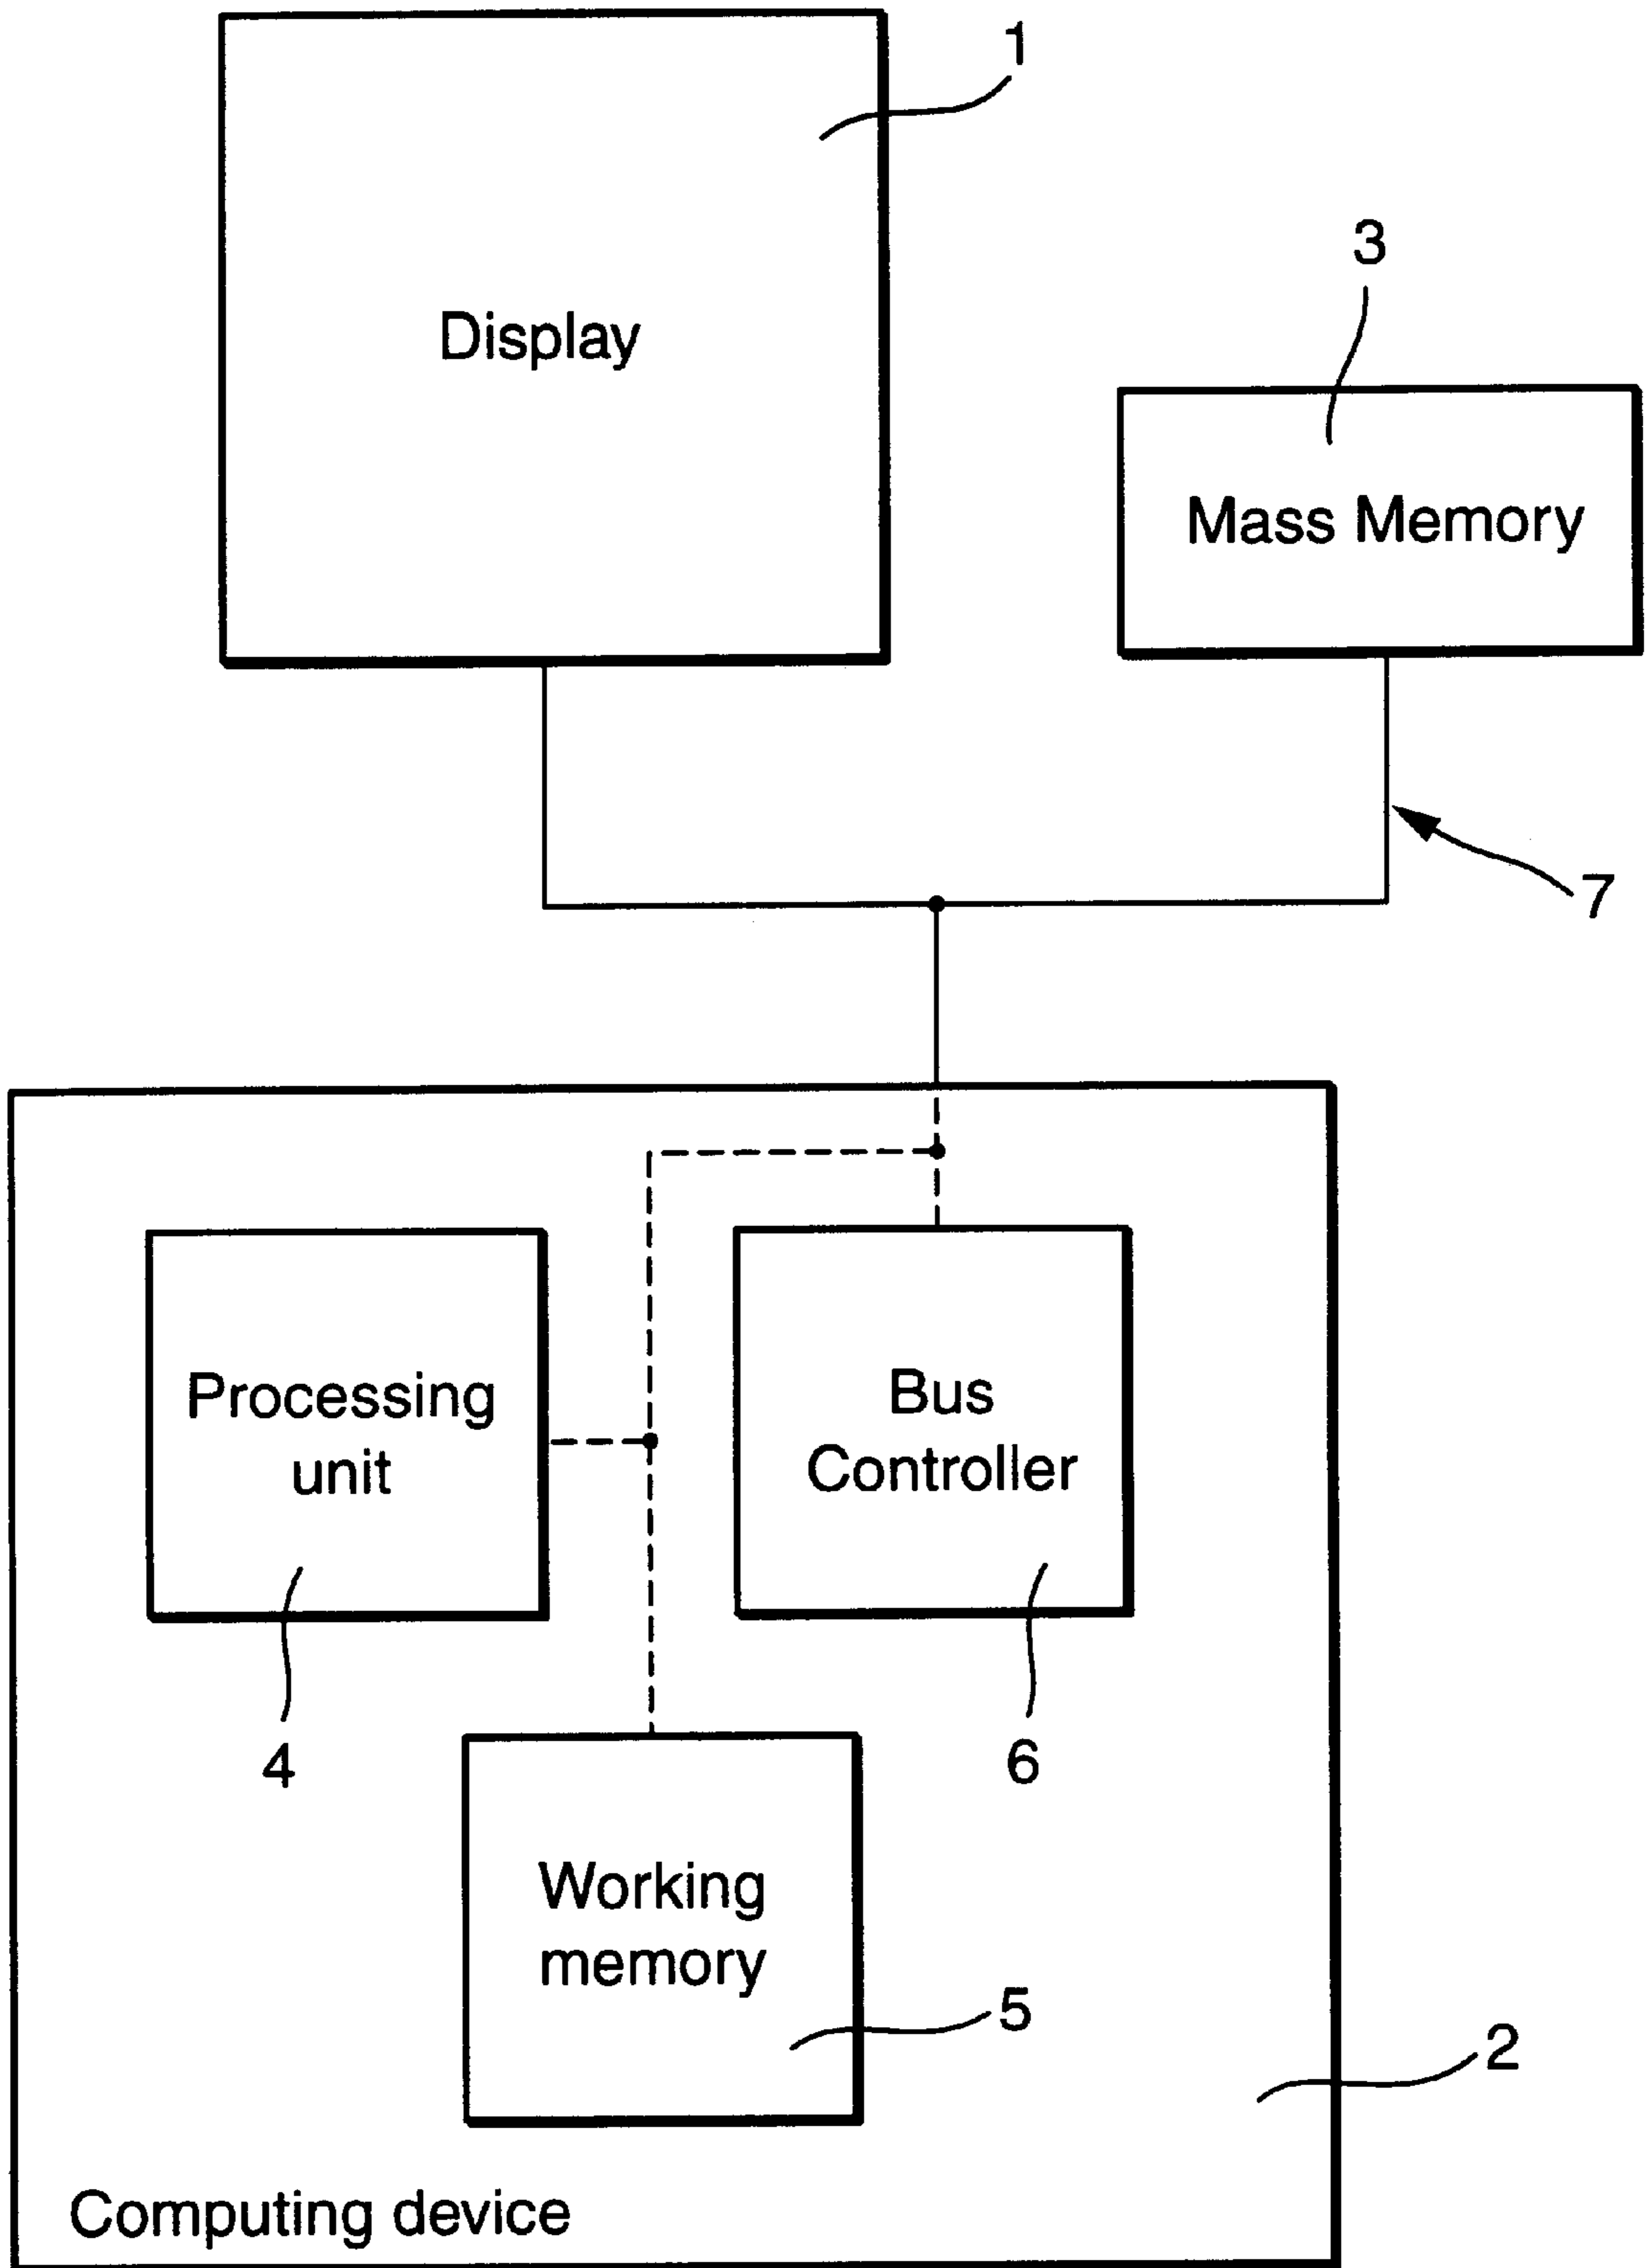 1
Display
3
Mass Memory
7
Processing
unit
Bus
Controller
4
6
Working
memory
5
2
Computing device